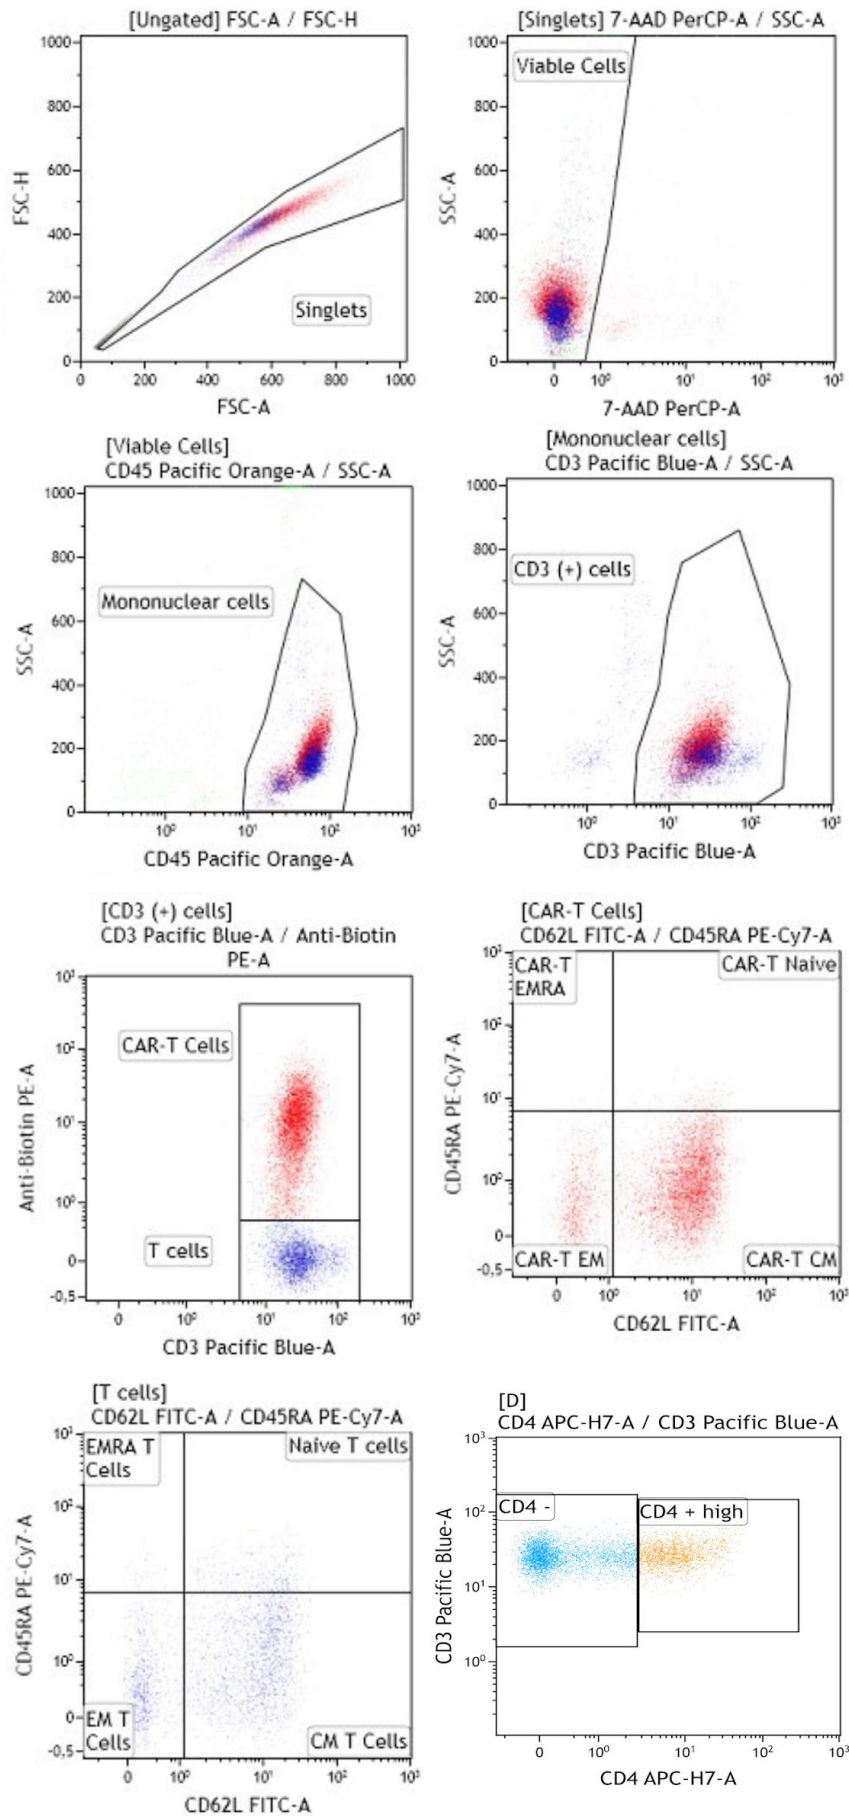 [Ungated] FSC-A / FSC-H
1000
800
600
400
200
0
FSC-H
Singlets
0 200 400 600 800 1000
FSC-A
[Singlets] 7-AAD PerCP-A / SSC-A
1000
800
600
400
200
0
SSC-A
Viable Cells
0 10⁰ 10¹ 10² 10³
7-AAD PerCP-A
[Viable Cells]
CD45 Pacific Orange-A / SSC-A
1000
800
600
400
200
0
SSC-A
Mononuclear cells
10⁰ 10¹ 10² 10³
CD45 Pacific Orange-A
[Mononuclear cells]
CD3 Pacific Blue-A / SSC-A
1000
800
600
400
200
0
SSC-A
CD3 (+) cells
10⁰ 10¹ 10² 10³
CD3 Pacific Blue-A
[CD3 (+) cells]
CD3 Pacific Blue-A / Anti-Biotin
PE-A
10³
10²
10¹
10⁰
0
-0,5
Anti-Biotin PE-A
CAR-T Cells
T cells
0 10⁰ 10¹ 10² 10³
CD3 Pacific Blue-A
[CAR-T Cells]
CD62L FITC-A / CD45RA PE-Cy7-A
10³
10²
10¹
10⁰
0
-0,5
CD45RA PE-Cy7-A
CAR-T
EMRA
CAR-T Naive
CAR-T EM
CAR-T CM
0 10⁰ 10¹ 10² 10³
CD62L FITC-A
[T cells]
CD62L FITC-A / CD45RA PE-Cy7-A
10³
10²
10¹
10⁰
0
-0,5
CD45RA PE-Cy7-A
EMRA T
Cells
Naive T cells
EM T
Cells
CM T Cells
0 10⁰ 10¹ 10² 10³
CD62L FITC-A
[D]
CD4 APC-H7-A / CD3 Pacific Blue-A
10³
10²
10¹
10⁰
CD3 Pacific Blue-A
CD4 -
CD4 + high
0 10⁰ 10¹ 10² 10³
CD4 APC-H7-A